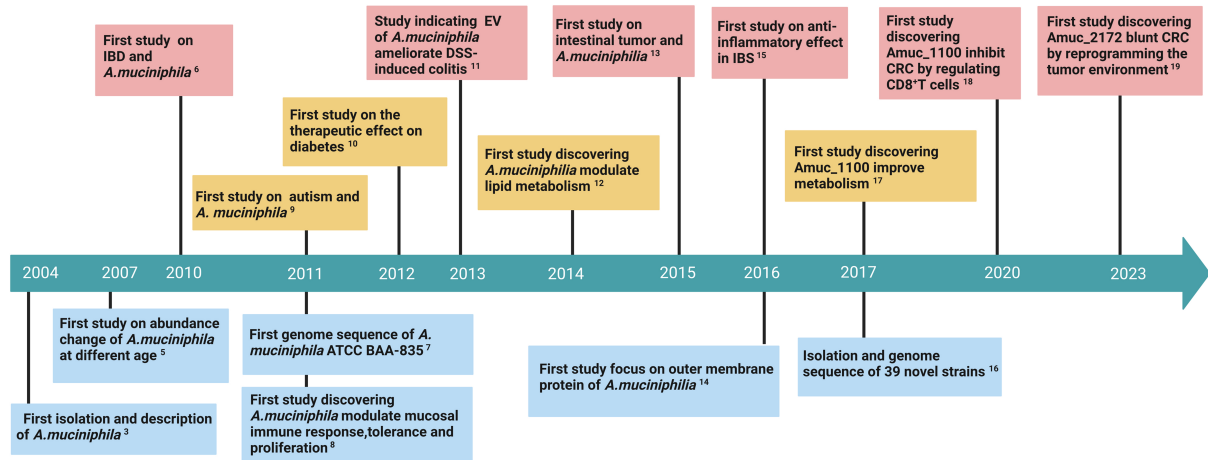 First study on
IBD and
A.muciniphila 6
Study indicating EV
of A.muciniphila
ameliorate DSS-
induced colitis 11
First study on
intestinal tumor and
A.muciniphila 13
First study on anti-
inflammatory effect
in IBS 15
First study
discovering
Amuc_1100 inhibit
CRC by regulating
CD8+T cells 18
First study discovering
Amuc_2172 blunt CRC
by reprogramming the
tumor environment 19
First study on the
therapeutic effect on
diabetes 10
First study on autism and
A. muciniphila 9
First study discovering
A.muciniphilia modulate
lipid metabolism 12
First study discovering
Amuc_1100 improve
metabolism 17
2004 2007 2010 2011 2012 2013 2014 2015 2016 2017 2020 2023
First study on abundance
change of A.muciniphila
at different age 5
First isolation and description
of A.muciniphila 3
First genome sequence of A.
muciniphila ATCC BAA-835 7
First study discovering
A.muciniphila modulate mucosal
immune response,tolerance and
proliferation 8
First study focus on outer membrane
protein of A.muciniphilia 14
Isolation and genome
sequence of 39 novel strains 16